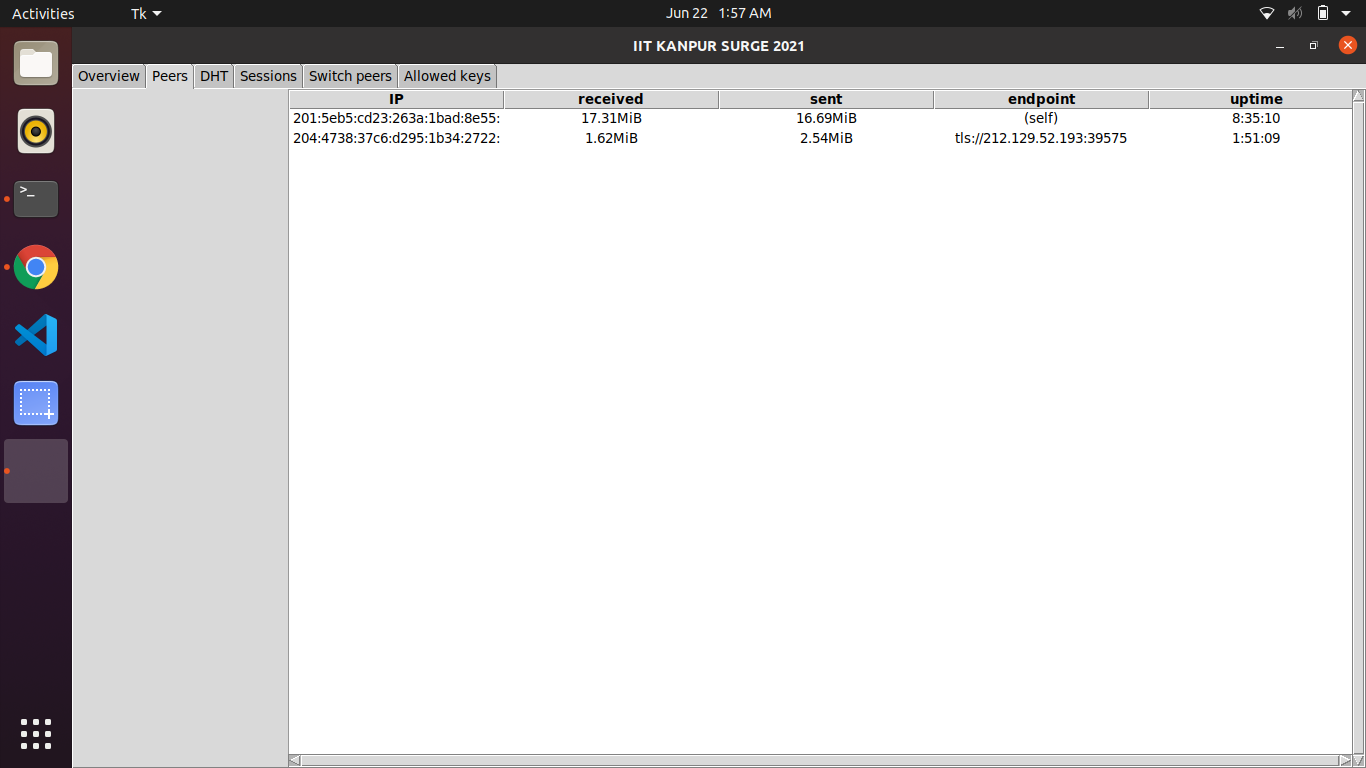 Activities Tk Jun 22 1:57 AM
IIT KANPUR SURGE 2021
Overview Peers DHT Sessions Switch peers Allowed keys
IP received sent endpoint uptime
201:5eb5:cd23:263a:1bad:8e55: 17.31MiB 16.69MiB (self) 8:35:10
204:4738:37c6:d295:1b34:2722: 1.62MiB 2.54MiB tls://212.129.52.193:39575 1:51:09
>_